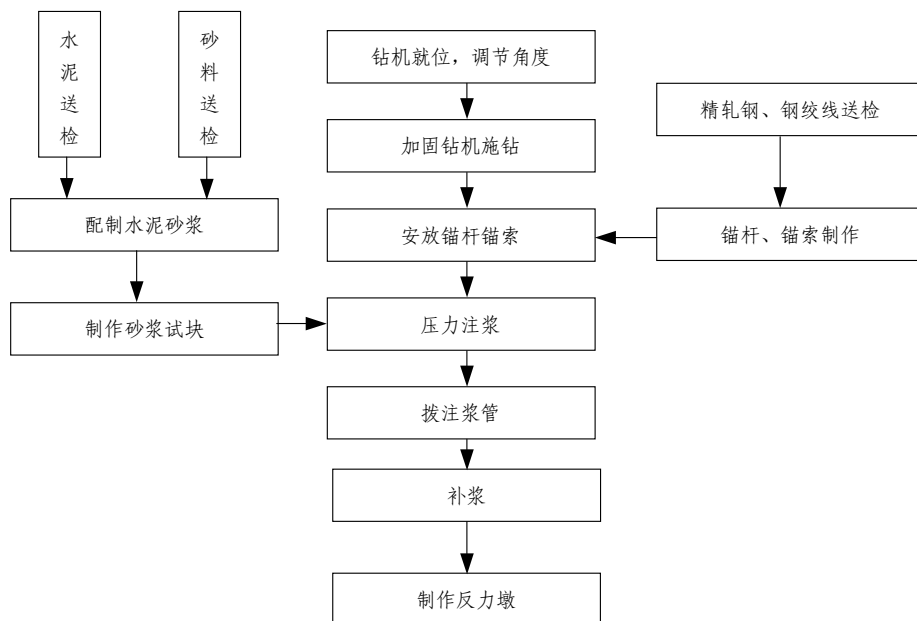 水泥送检
砂料送检
钻机就位，调节角度
精轧钢、钢绞线送检
加固钻机施钻
配制水泥砂浆
安放锚杆锚索
锚杆、锚索制作
制作砂浆试块
压力注浆
拨注浆管
补浆
制作反力墩